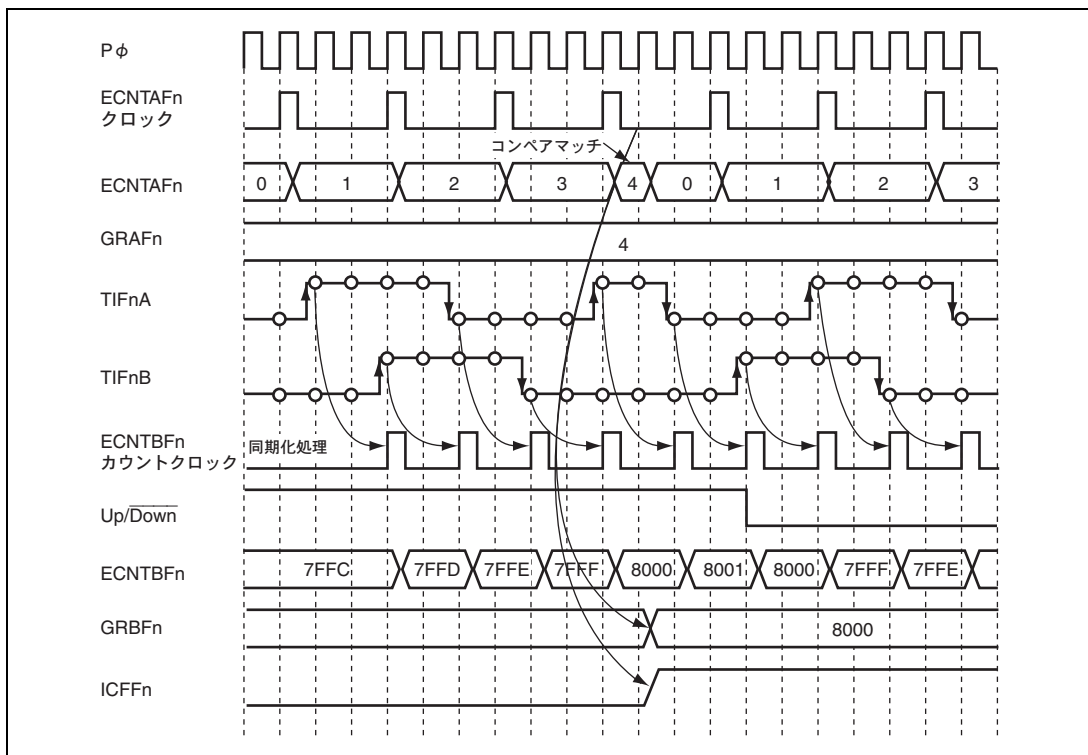 Pφ
ECNTAFn
クロック
コンペアマッチ
ECNTAFn
0 1 2 3 4 0 1 2 3
GRAFn
4
TIFnA
TIFnB
ECNTBFn 同期化処理
カウントクロック
Up/Down
ECNTBFn
7FFC 7FFD 7FFE 7FFF 8000 8001 8000 7FFF 7FFE
GRBFn
8000
ICFFn